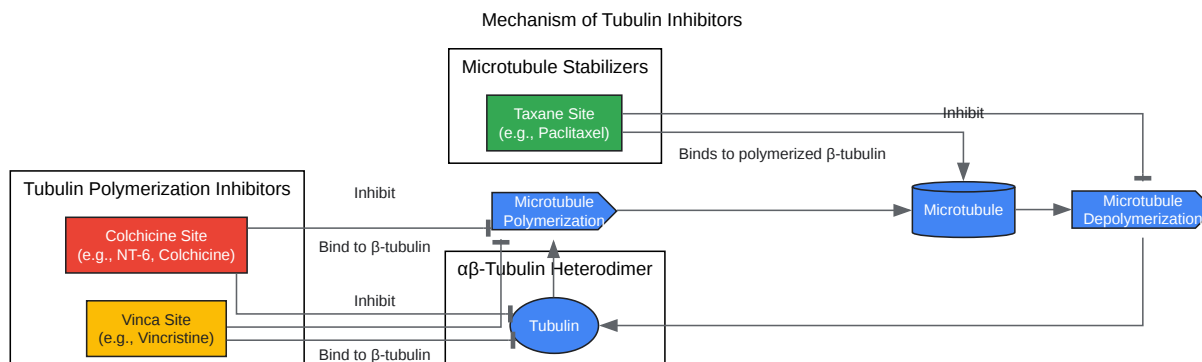 Mechanism of Tubulin Inhibitors
Microtubule Stabilizers
Taxane Site
(e.g., Paclitaxel)
Inhibit
Binds to polymerized β-tubulin
Tubulin Polymerization Inhibitors
Colchicine Site
(e.g., NT-6, Colchicine)
Inhibit
Bind to β-tubulin
Microtubule
Polymerization
Microtubule
Microtubule
Depolymerization
αβ-Tubulin Heterodimer
Vinca Site
(e.g., Vincristine)
Inhibit
Bind to β-tubulin
Tubulin